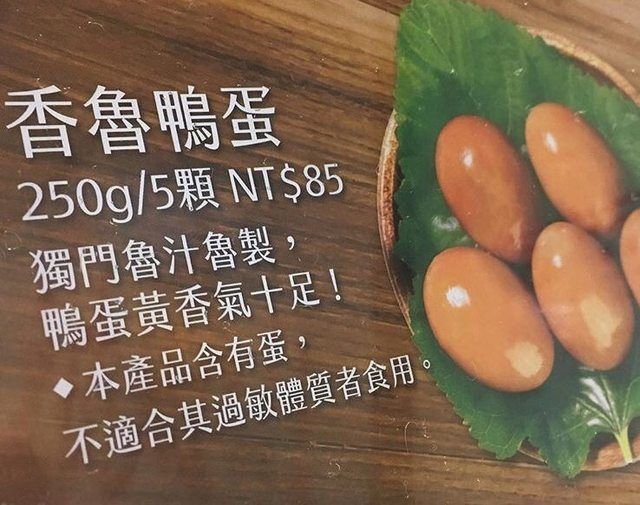 香魯鴨蛋
250g/5顆 NT$85
獨門魯汁魯製，
鴨蛋黃香氣十足！
◆本產品含有蛋，
不適合其過敏體質者食用。